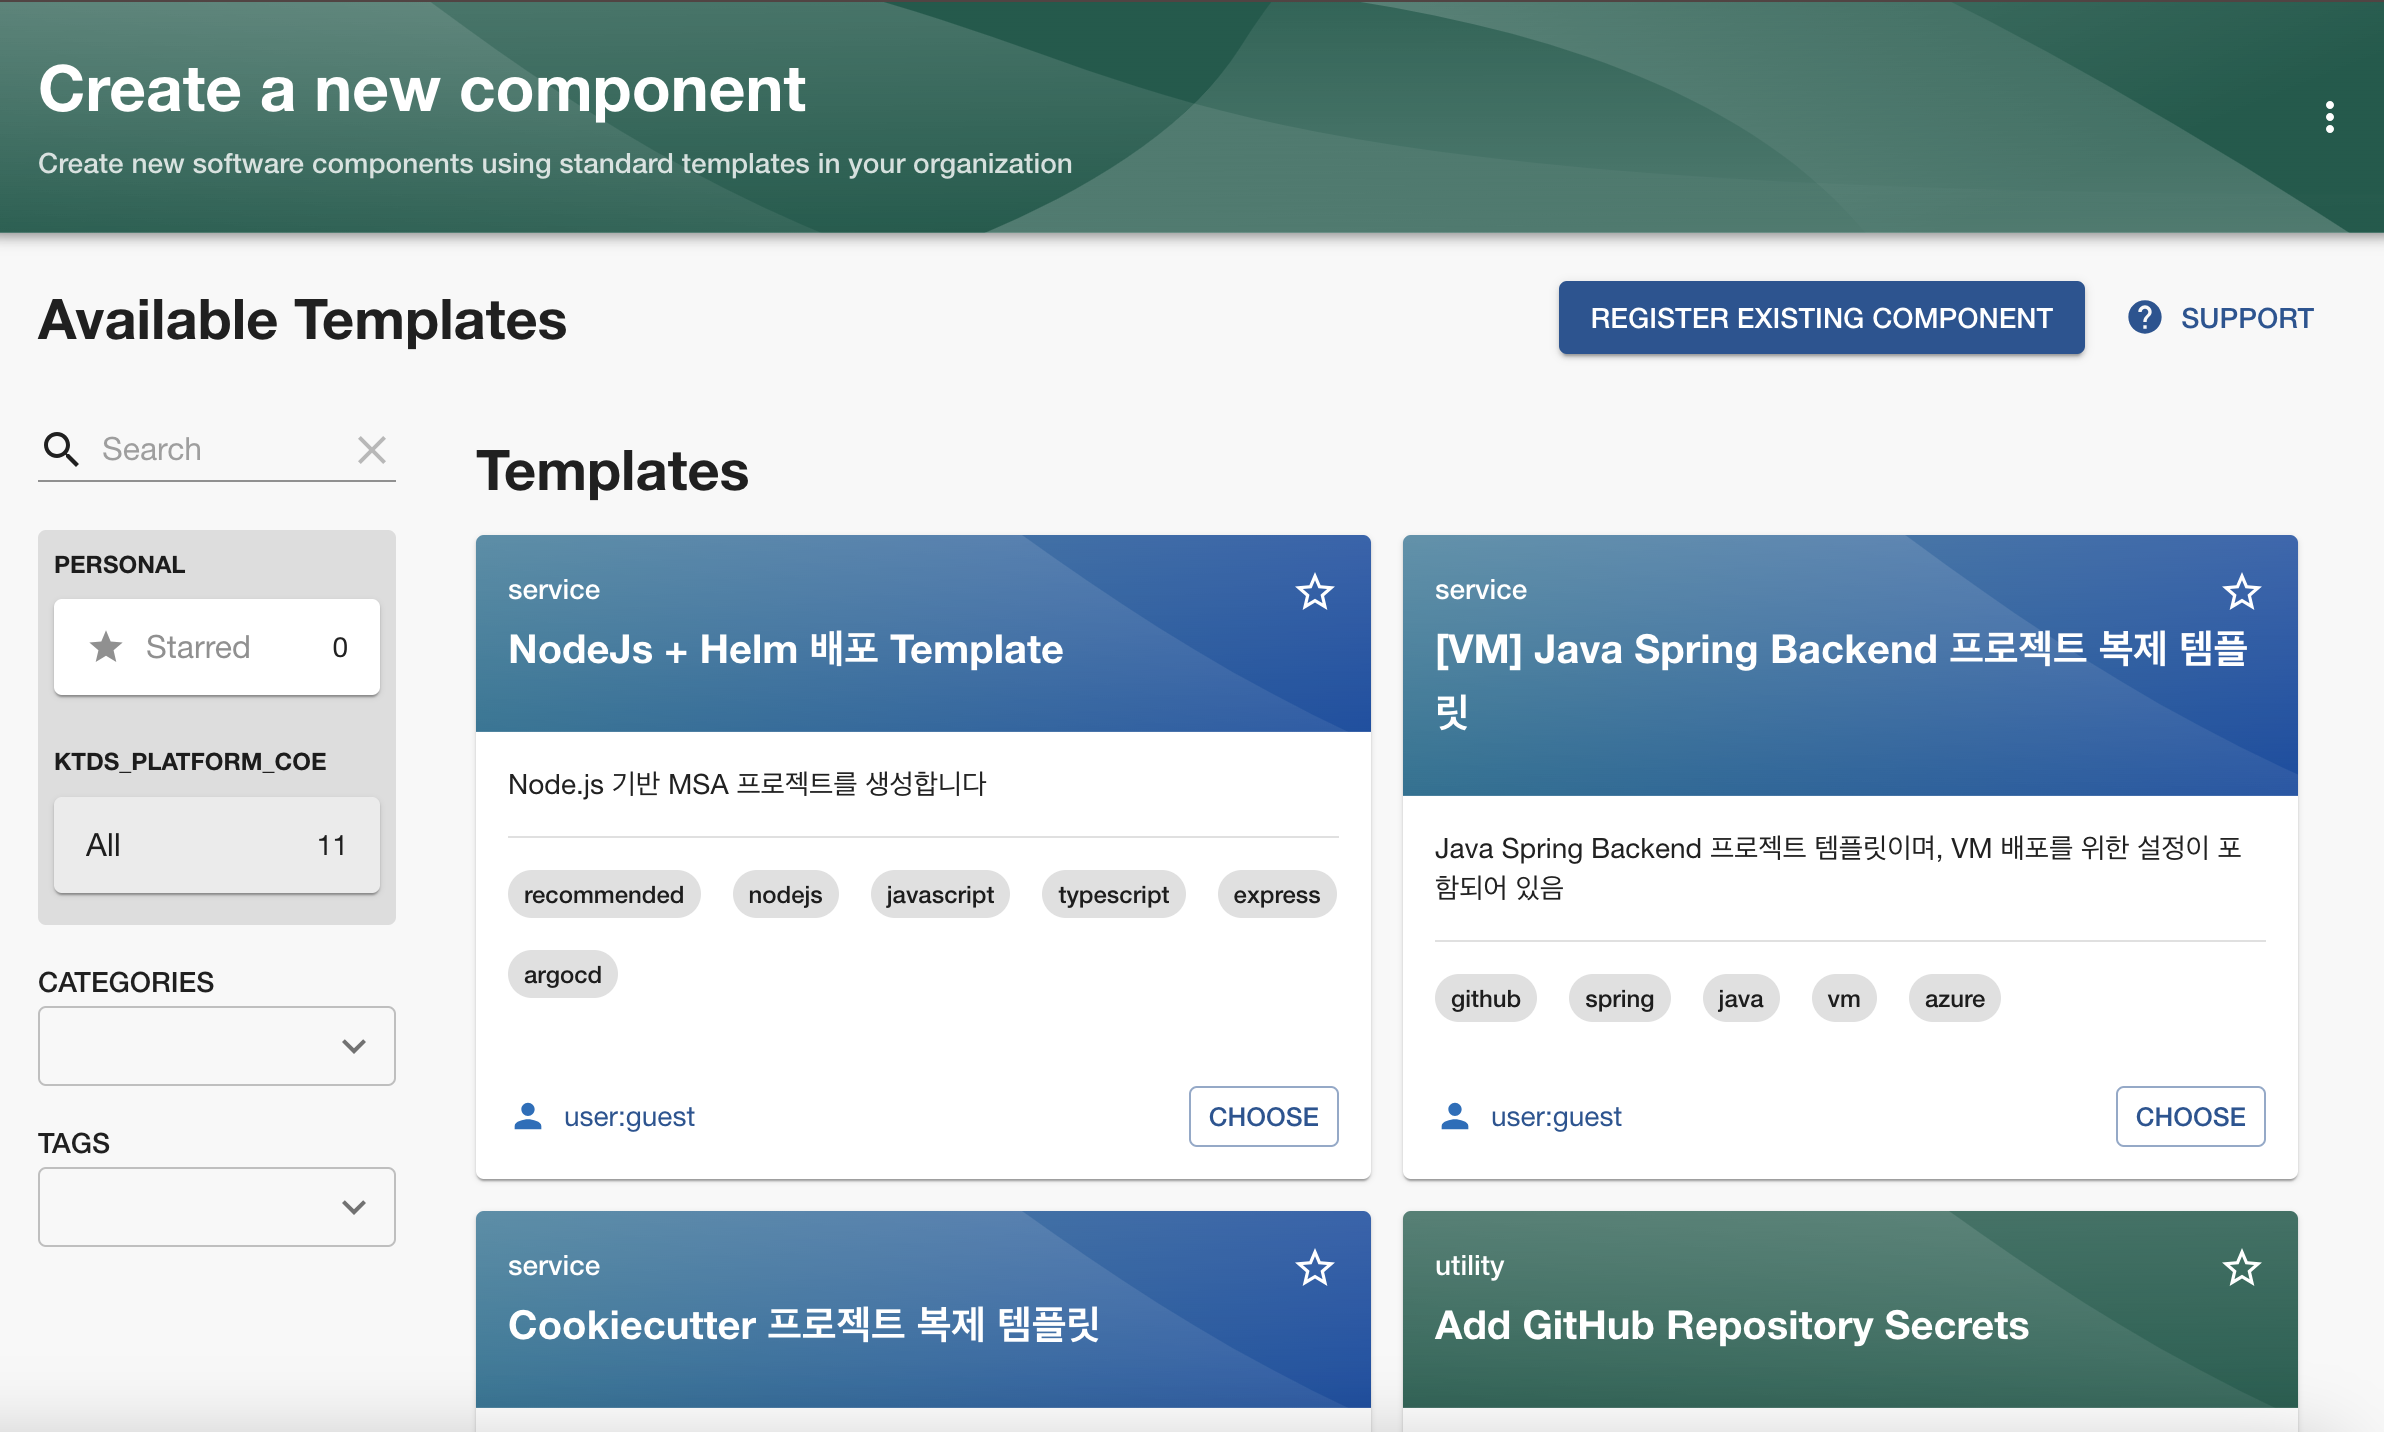 Create a new component
Create new software components using standard templates in your organization
Available Templates
REGISTER EXISTING COMPONENT
SUPPORT
Search
PERSONAL
Starred 0
KTDS_PLATFORM_COE
All 11
CATEGORIES
TAGS
Templates
service
NodeJs + Helm 배포 Template
Node.js 기반 MSA 프로젝트를 생성합니다
recommended nodejs javascript typescript express
argocd
user:guest CHOOSE
service
[VM] Java Spring Backend 프로젝트 복제 템플
릿
Java Spring Backend 프로젝트 템플릿이며, VM 배포를 위한 설정이 포
함되어 있음
github spring java vm azure
user:guest CHOOSE
service
Cookiecutter 프로젝트 복제 템플릿
utility
Add GitHub Repository Secrets